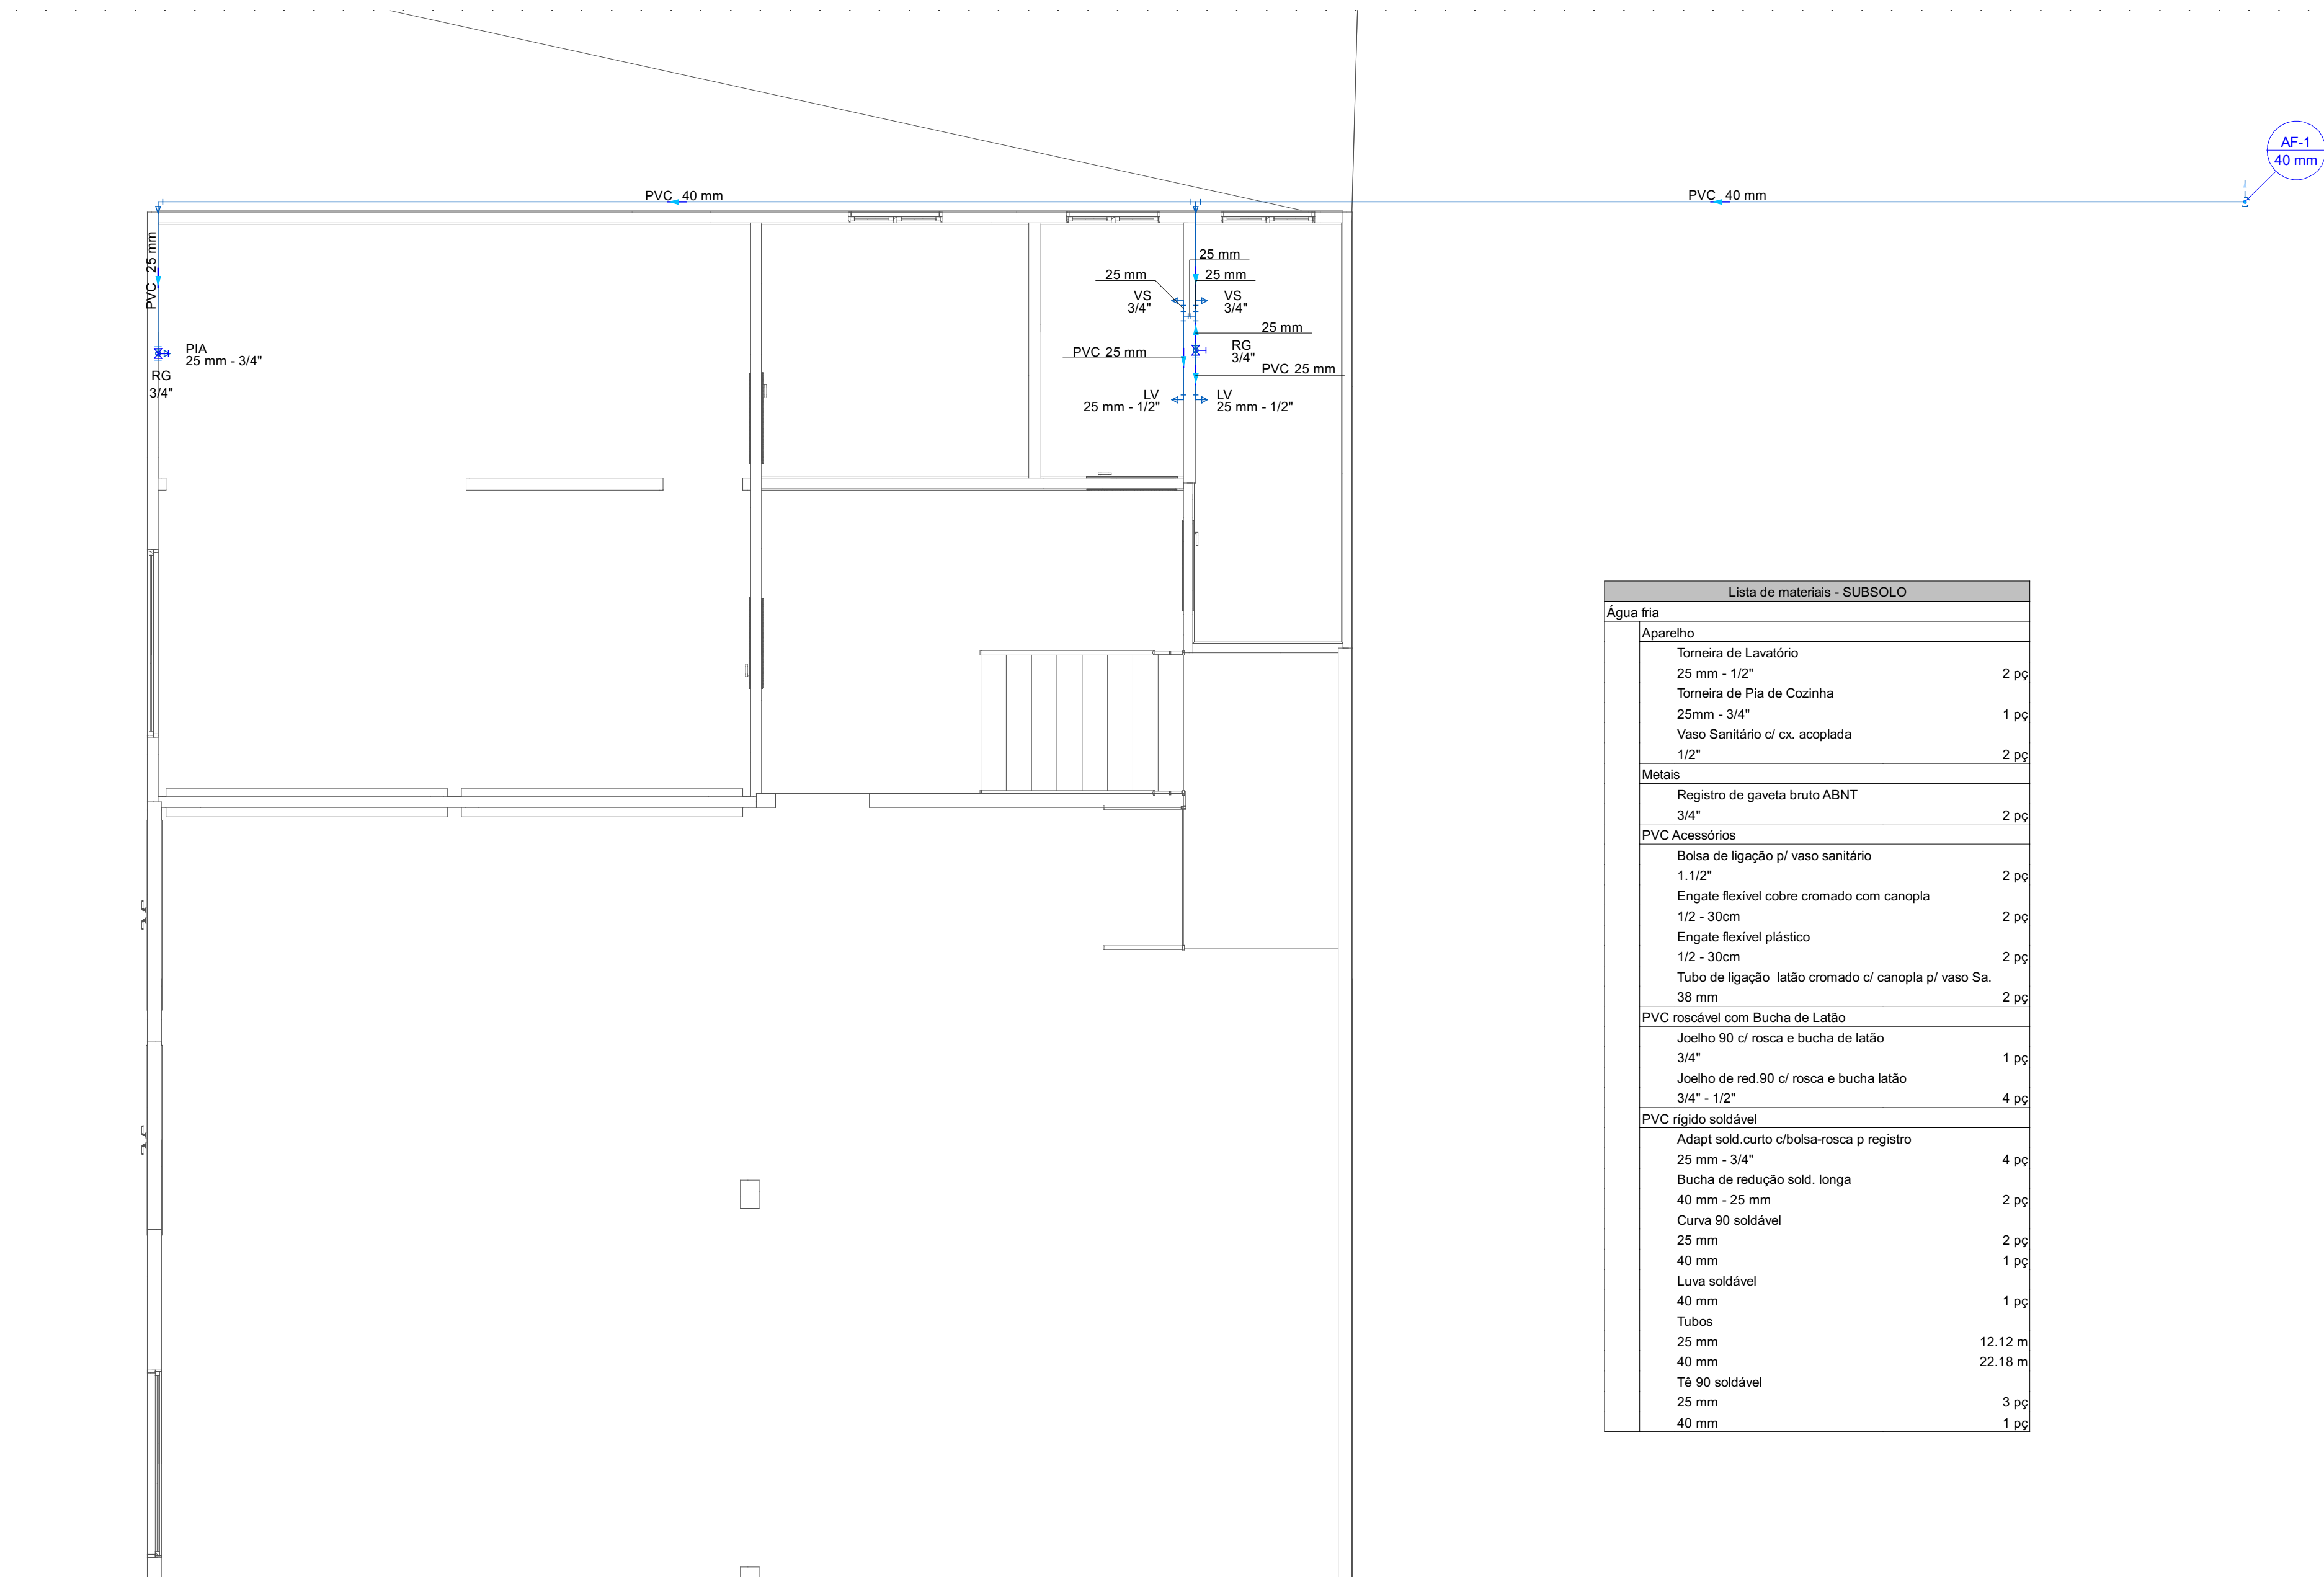 AF-1
40 mm
PVC 40 mm
PVC 40 mm
PVC 25 mm
PIA
25 mm - 3/4"
RG
3/4"
25 mm
25 mm
25 mm
VS
3/4"
VS
3/4"
25 mm
RG
3/4"
PVC 25 mm
PVC 25 mm
LV
25 mm - 1/2"
LV
25 mm - 1/2"
Lista de materiais - SUBSOLO
Água fria
Aparelho
Torneira de Lavatório
25 mm - 1/2" 2 pç
Torneira de Pia de Cozinha
25mm - 3/4" 1 pç
Vaso Sanitário c/ cx. acoplada
1/2" 2 pç
Metais
Registro de gaveta bruto ABNT
3/4" 2 pç
PVC Acessórios
Bolsa de ligação p/ vaso sanitário
1.1/2" 2 pç
Engate flexível cobre cromado com canopla
1/2 - 30cm 2 pç
Engate flexível plástico
1/2 - 30cm 2 pç
Tubo de ligação latão cromado c/ canopla p/ vaso Sa.
38 mm 2 pç
PVC roscável com Bucha de Latão
Joelho 90 c/ rosca e bucha de latão
3/4" 1 pç
Joelho de red.90 c/ rosca e bucha latão
3/4" - 1/2" 4 pç
PVC rígido soldável
Adapt sold.curto c/bolsa-rosca p registro
25 mm - 3/4" 4 pç
Bucha de redução sold. longa
40 mm - 25 mm 2 pç
Curva 90 soldável
25 mm 2 pç
40 mm 1 pç
Luva soldável
40 mm 1 pç
Tubos
25 mm 12.12 m
40 mm 22.18 m
Tê 90 soldável
25 mm 3 pç
40 mm 1 pç